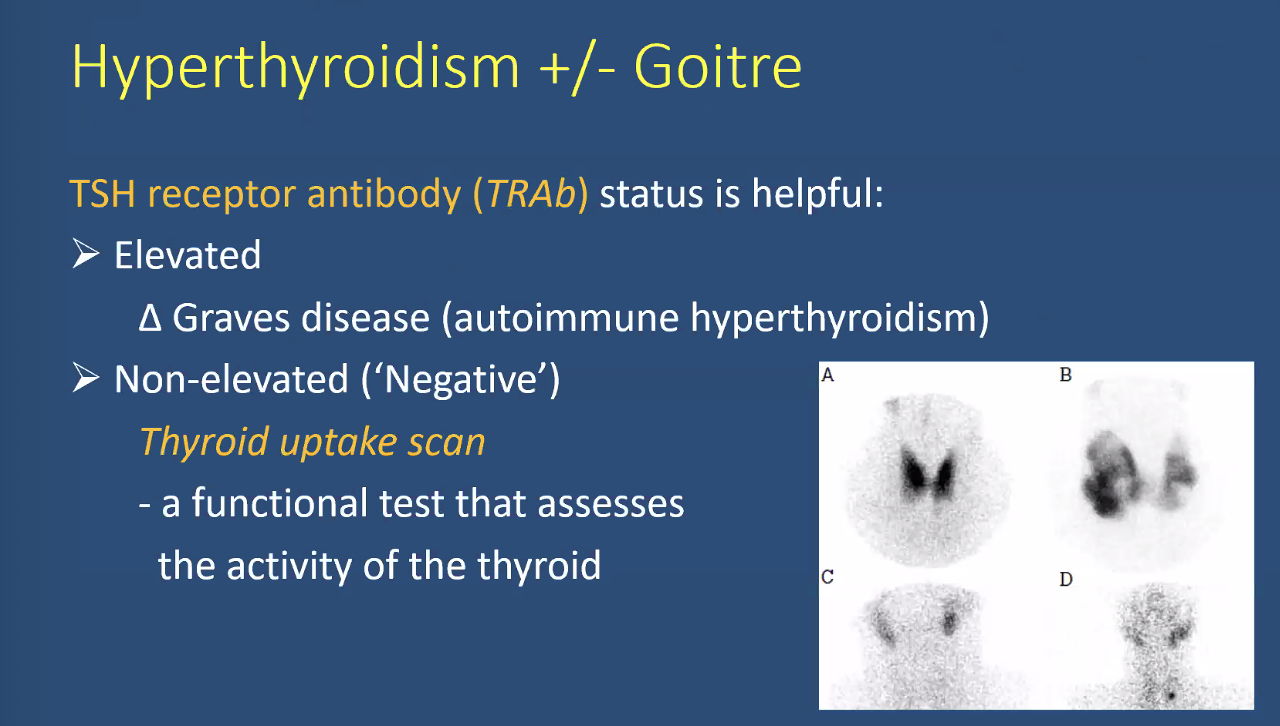 Hyperthyroidism +/- Goitre
TSH receptor antibody (TRAb) status is helpful:
➢ Elevated
Δ Graves disease (autoimmune hyperthyroidism)
➢ Non-elevated (‘Negative’)
Thyroid uptake scan
- a functional test that assesses
the activity of the thyroid
A
B
C
D